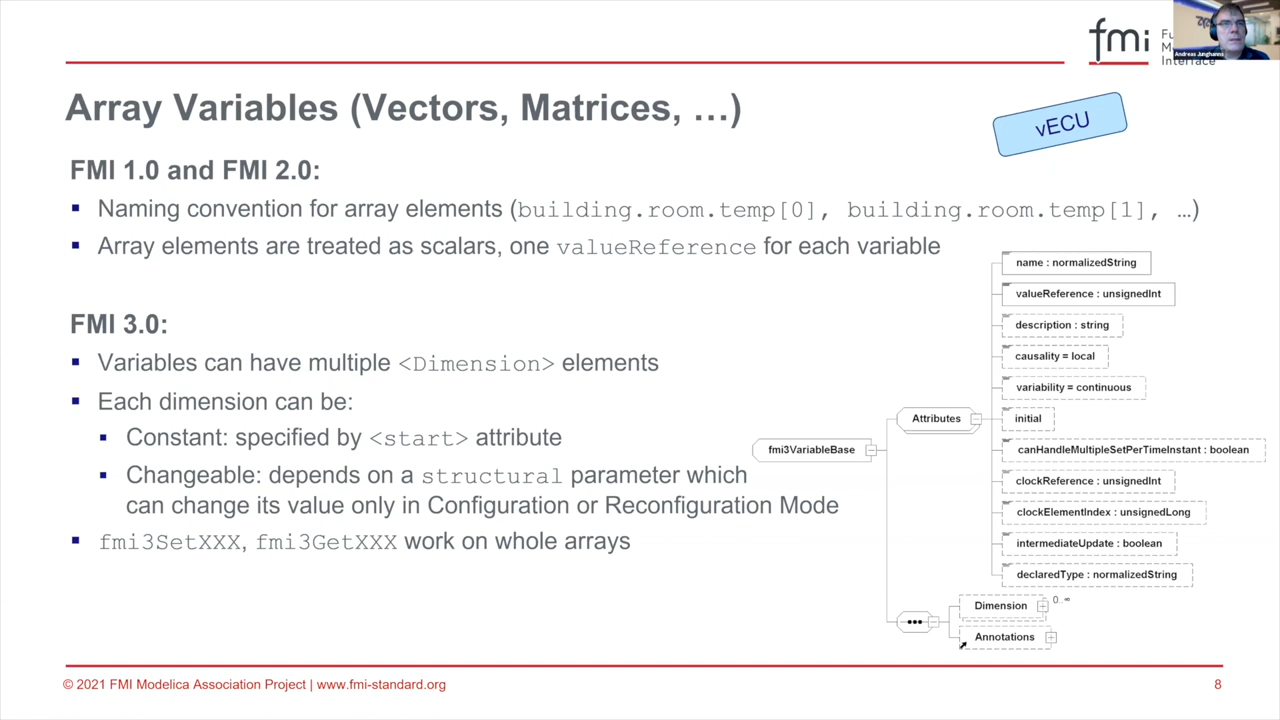 fmi
Fu
M
Interface
Andreas Junghanns
Array Variables (Vectors, Matrices, …)
vECU
FMI 1.0 and FMI 2.0:
▪ Naming convention for array elements (building.room.temp[0], building.room.temp[1], …)
▪ Array elements are treated as scalars, one valueReference for each variable
FMI 3.0:
▪ Variables can have multiple <Dimension> elements
▪ Each dimension can be:
▪ Constant: specified by <start> attribute
▪ Changeable: depends on a structural parameter which
can change its value only in Configuration or Reconfiguration Mode
▪ fmi3SetXXX, fmi3GetXXX work on whole arrays
fmi3VariableBase
Attributes
name : normalizedString
valueReference : unsignedInt
description : string
causality = local
variability = continuous
initial
canHandleMultipleSetPerTimeInstant : boolean
clockReference : unsignedInt
clockElementIndex : unsignedLong
intermediateUpdate : boolean
declaredType : normalizedString
Dimension
0..∞
Annotations
© 2021 FMI Modelica Association Project | www.fmi-standard.org
8